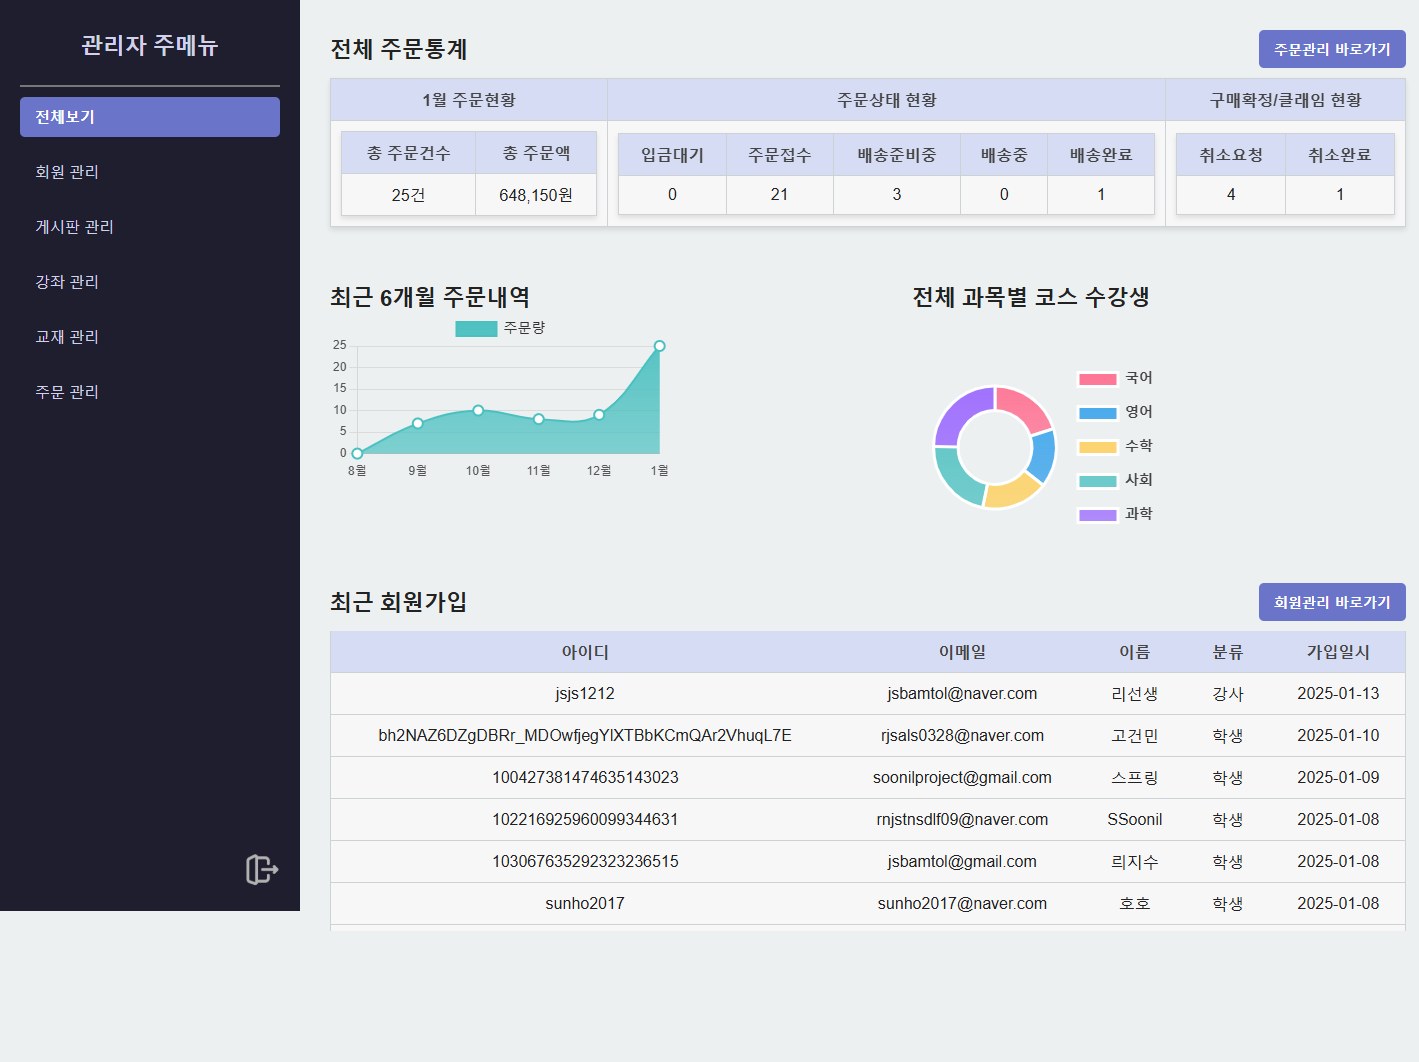 관리자 주메뉴
전체보기
회원 관리
게시판 관리
강좌 관리
교재 관리
주문 관리
전체 주문통계
주문관리 바로가기
1월 주문현황 주문상태 현황 구매확정/클래임 현황
총 주문건수 총 주문액 입금대기 주문접수 배송준비중 배송중 배송완료 취소요청 취소완료
25건 648,150원 0 21 3 0 1 4 1
최근 6개월 주문내역
주문량
25
20
15
10
5
0
8월 9월 10월 11월 12월 1월
전체 과목별 코스 수강생
국어
영어
수학
사회
과학
최근 회원가입
회원관리 바로가기
아이디 이메일 이름 분류 가입일시
jsjs1212 jsbamtol@naver.com 리선생 강사 2025-01-13
bh2NAZ6DZgDBRr_MDOwfjegYlXTBbKCmQAr2VhuqL7E rjsals0328@naver.com 고건민 학생 2025-01-10
100427381474635143023 soonilproject@gmail.com 스프링 학생 2025-01-09
102216925960099344631 rnjstnsdlf09@naver.com SSoonil 학생 2025-01-08
103067635292323236515 jsbamtol@gmail.com 릐지수 학생 2025-01-08
sunho2017 sunho2017@naver.com 호호 학생 2025-01-08